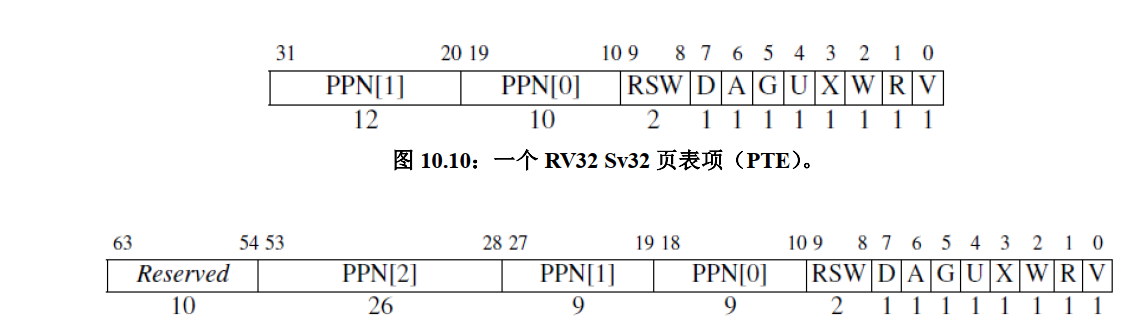 31 20 19 10 9 8 7 6 5 4 3 2 1 0
PPN[1] PPN[0] RSW D A G U X W R V
12 10 2 1 1 1 1 1 1 1 1
图 10.10：一个 RV32 Sv32 页表项（PTE）。
63 54 53 28 27 19 18 10 9 8 7 6 5 4 3 2 1 0
Reserved PPN[2] PPN[1] PPN[0] RSW D A G U X W R V
10 26 9 9 2 1 1 1 1 1 1 1 1